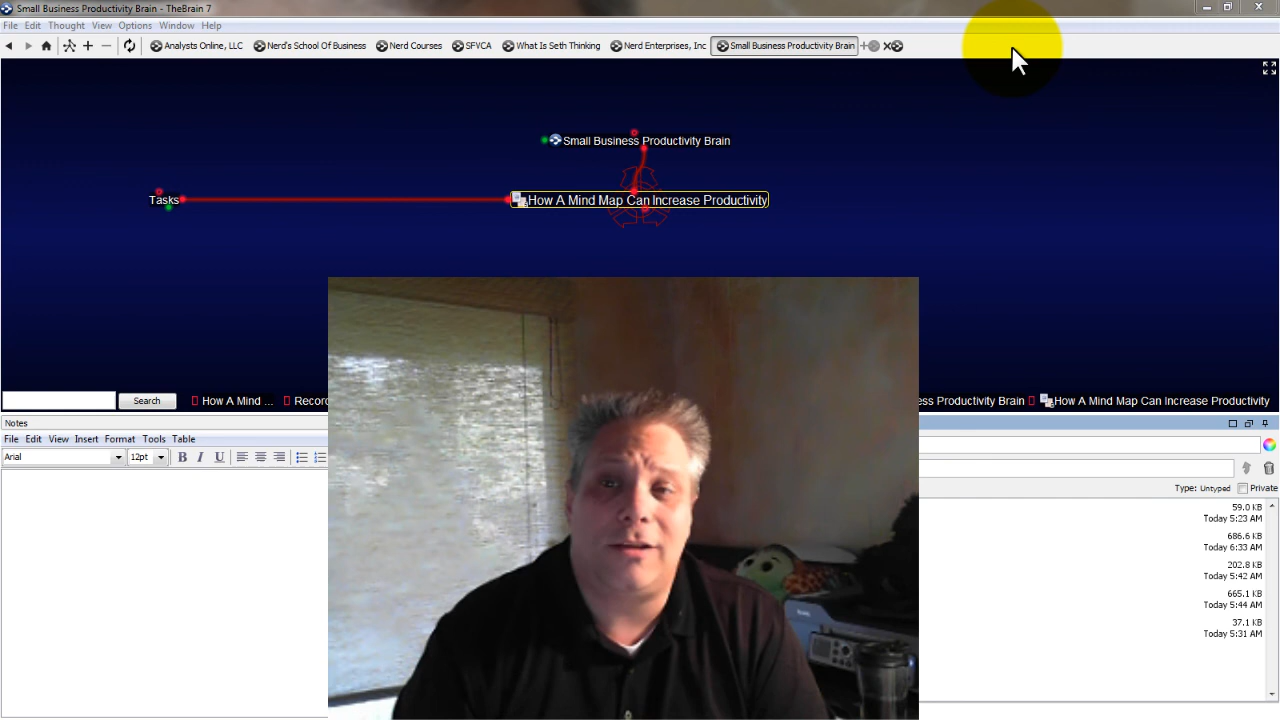 Small Business Productivity Brain - TheBrain 7
File Edit Thought View Options Window Help
Analysts Online, LLC Nerd's School Of Business Nerd Courses SFVCA What Is Seth Thinking Nerd Enterprises, Inc Small Business Productivity Brain
Small Business Productivity Brain
Tasks
How A Mind Map Can Increase Productivity
Search How A Mind ... Recor ess Productivity Brain How A Mind Map Can Increase Productivity
Notes
File Edit View Insert Format Tools Table
Arial 12pt B I U
Type: Untyped Private
59.0 KB
Today 5:23 AM
686.6 KB
Today 6:33 AM
202.8 KB
Today 5:42 AM
665.1 KB
Today 5:44 AM
37.1 KB
Today 5:31 AM